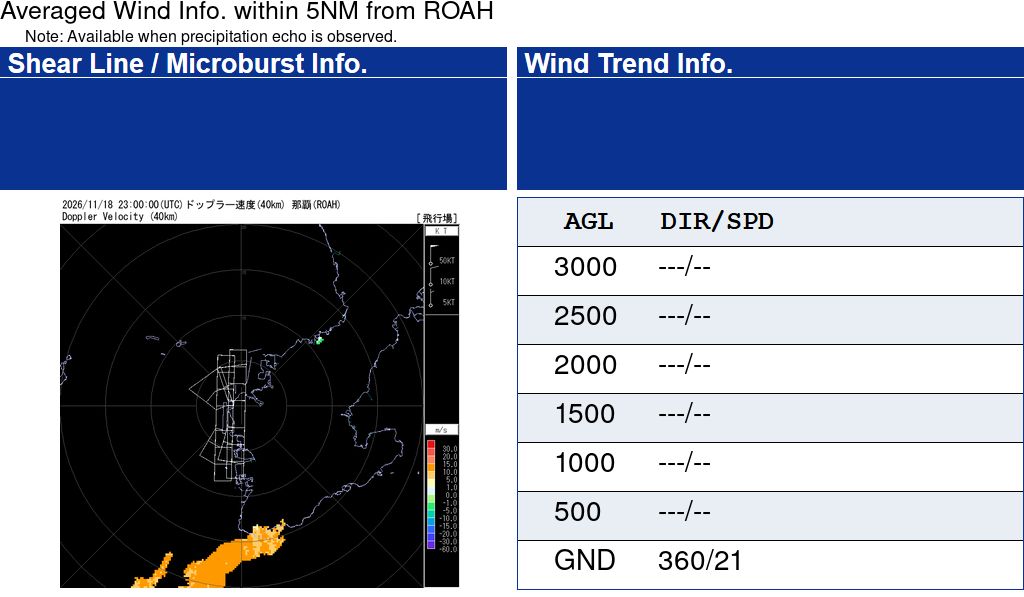 Averaged Wind Info. within 5NM from ROAH
Note: Available when precipitation echo is observed.
Shear Line / Microburst Info.
Wind Trend Info.
2026/11/18 23:00:00(UTC) ドップラー速度(40km) 那覇(ROAH)
Doppler Velocity (40km)
[飛行場]
KT
50KT
10KT
5KT
m/s
30.0
20.0
15.0
10.0
5.0
1.0
0.0
-1.0
-5.0
-10.0
-15.0
-20.0
-30.0
-60.0
AGL DIR/SPD
3000 ---/--
2500 ---/--
2000 ---/--
1500 ---/--
1000 ---/--
500 ---/--
GND 360/21